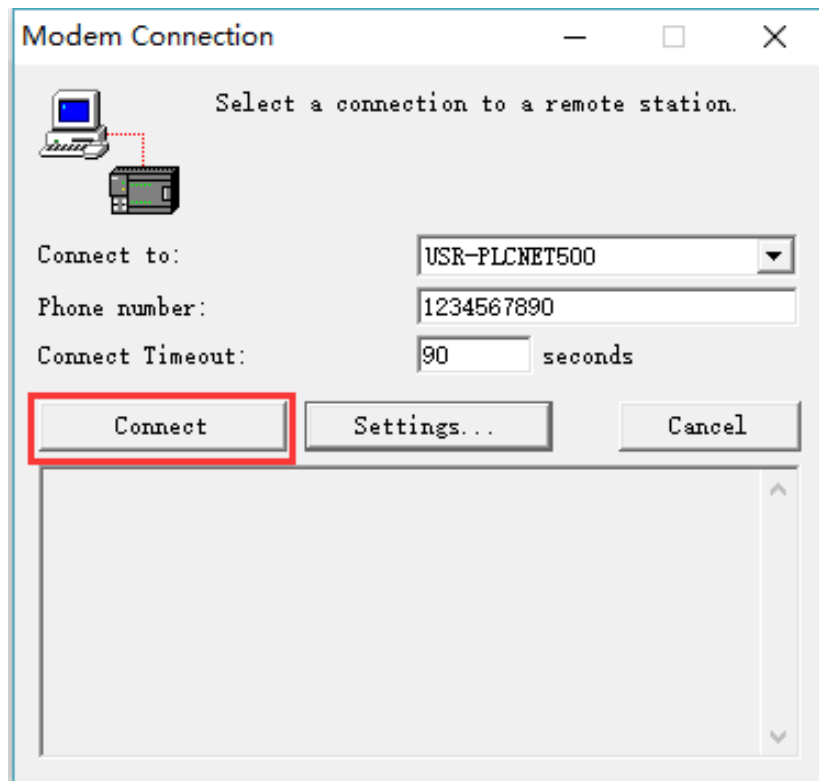 Modem Connection
Select a connection to a remote station.
Connect to: USR-PLCNET500
Phone number: 1234567890
Connect Timeout: 90 seconds
Connect Settings... Cancel